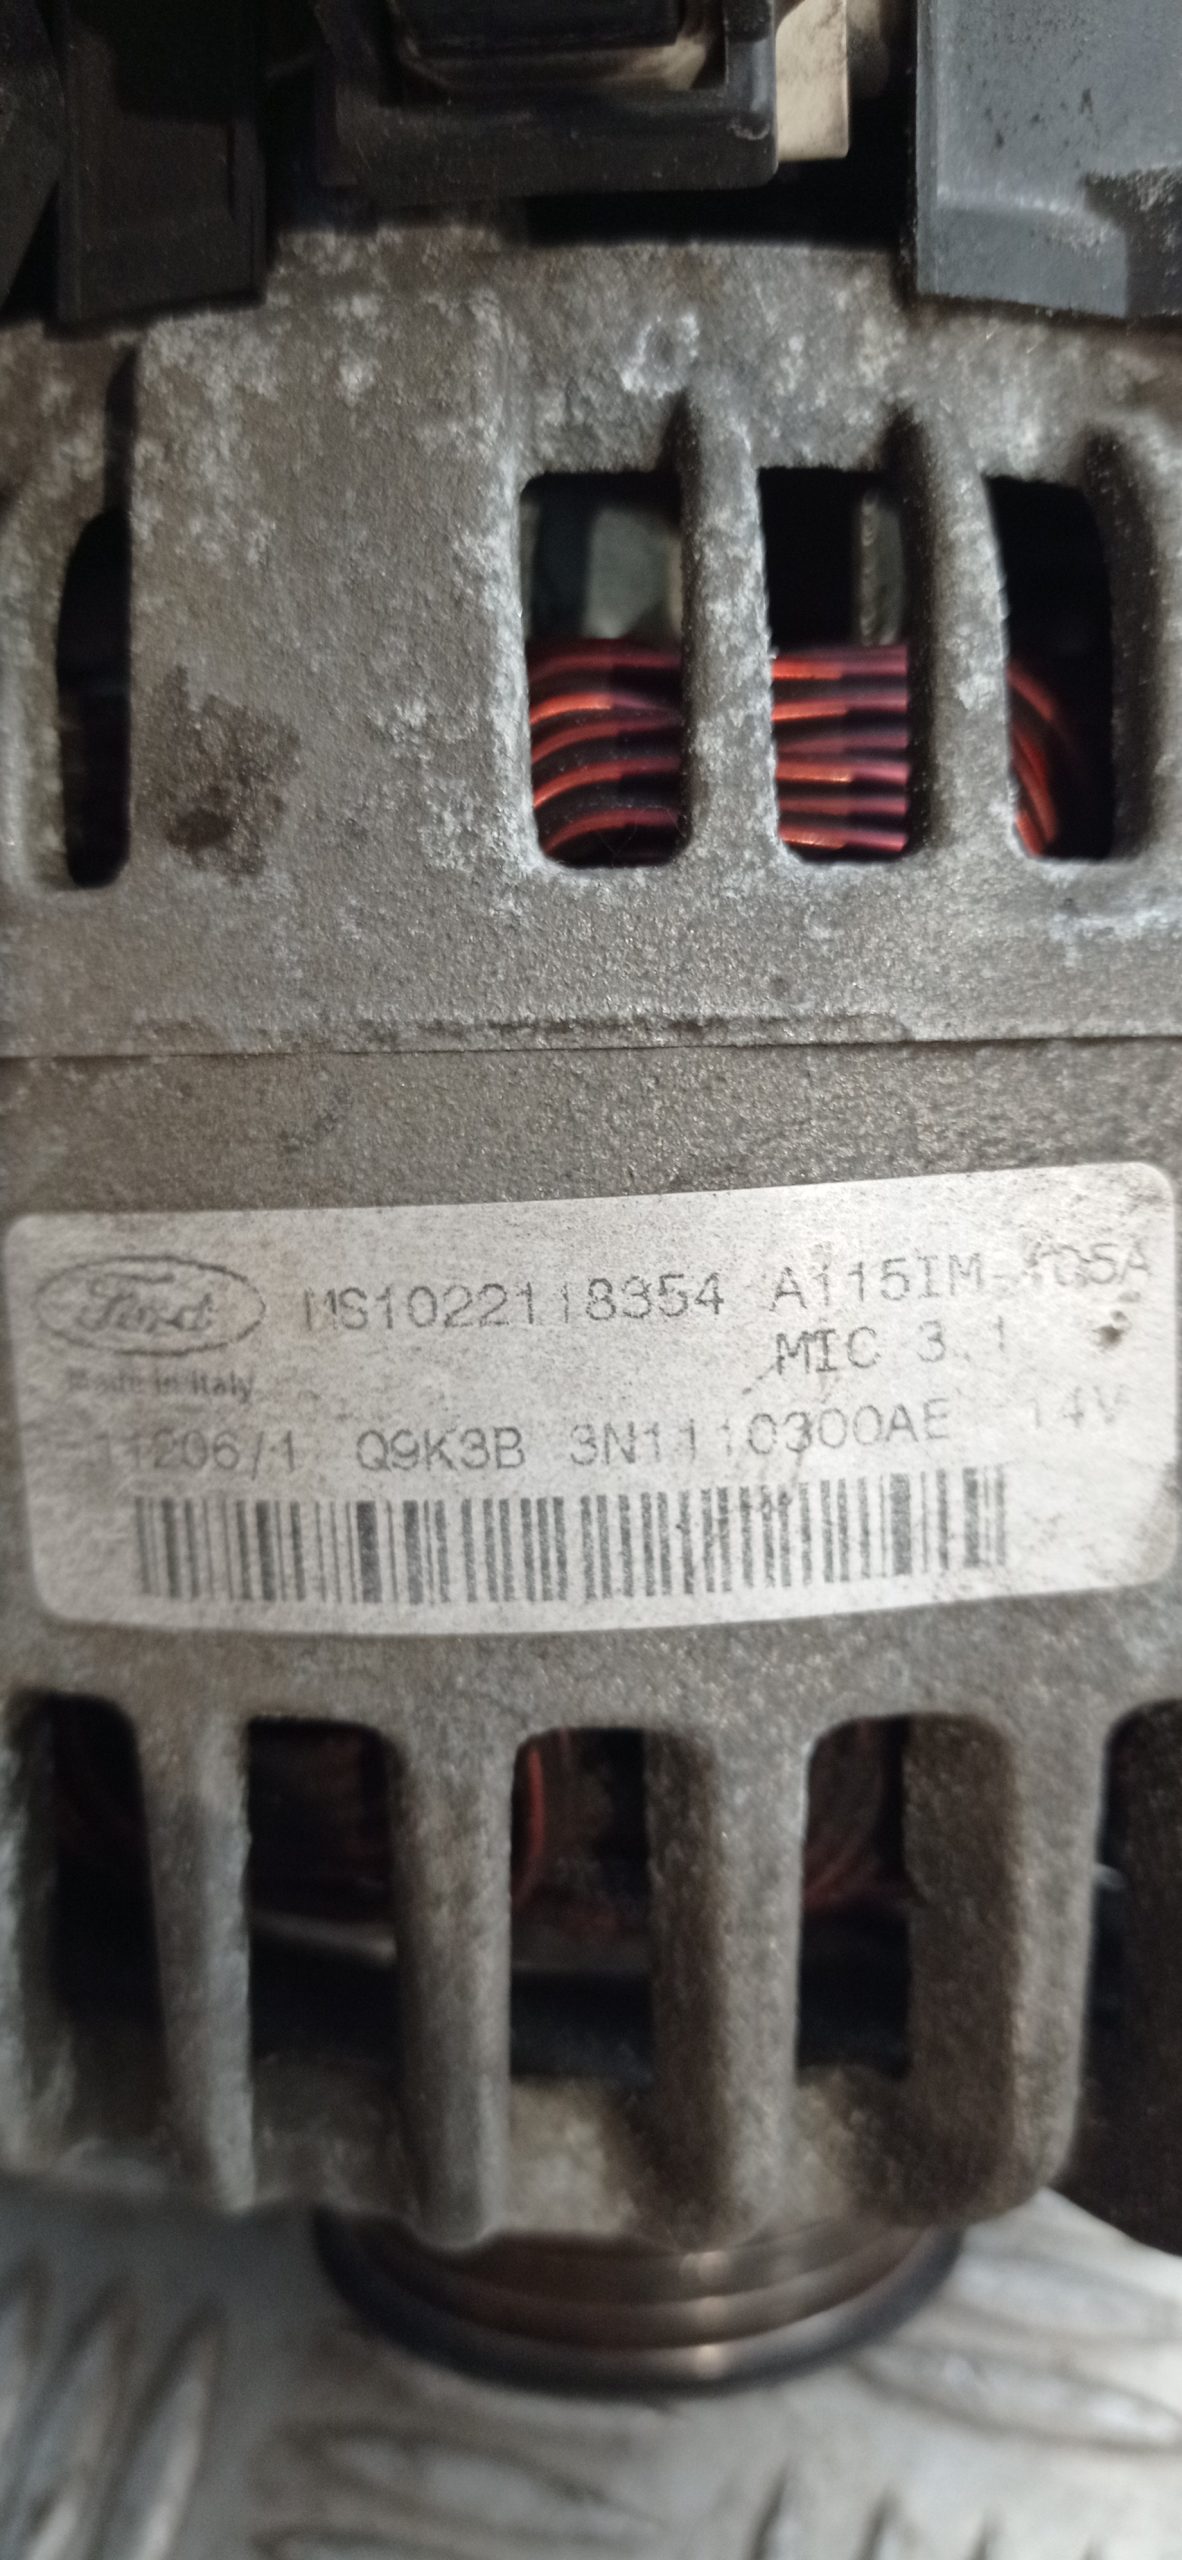 Ford MS1022118354 A115IM-105A
MIC 3.1
Made in Italy
11206/1 Q9K3B 3N1110300AE 14V